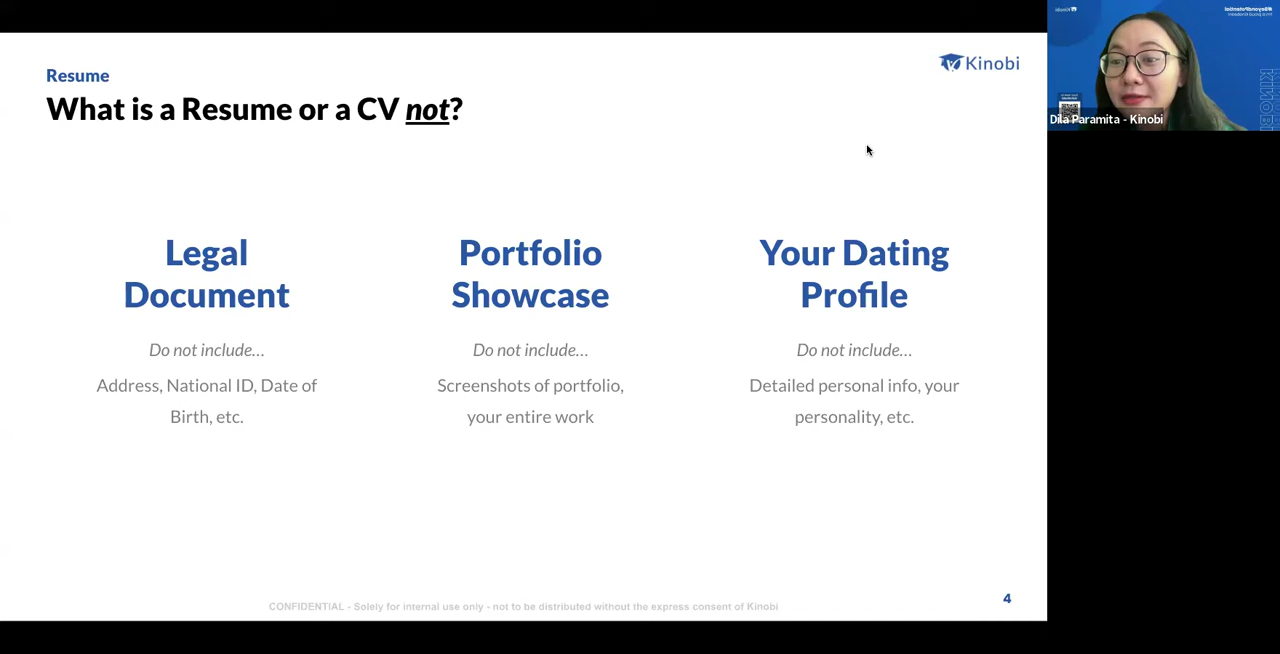 Resume
Kinobi
What is a Resume or a CV not?
Legal
Document
Do not include...
Address, National ID, Date of
Birth, etc.
Portfolio
Showcase
Do not include...
Screenshots of portfolio,
your entire work
Your Dating
Profile
Do not include...
Detailed personal info, your
personality, etc.
CONFIDENTIAL - Solely for internal use only - not to be distributed without the express consent of Kinobi
4
Dila Paramita - Kinobi
KINOBI